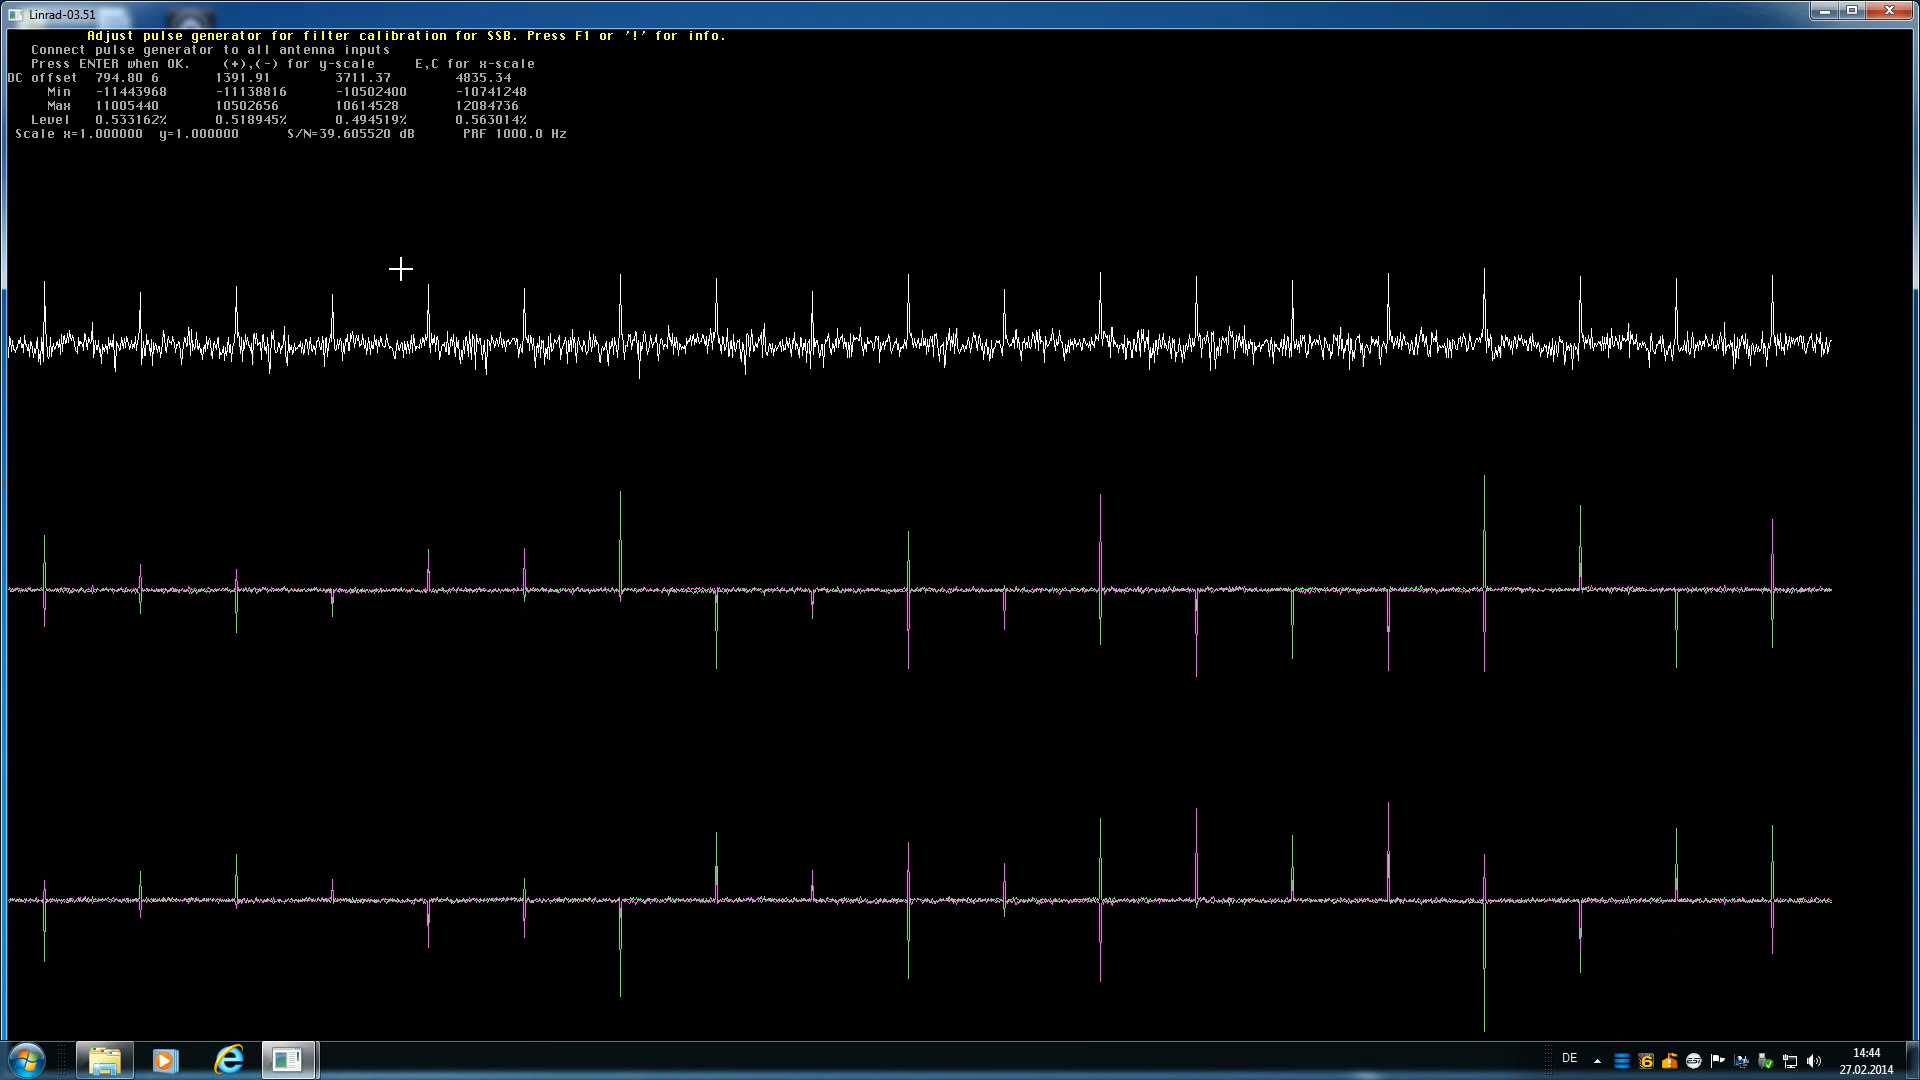 Linrad-03.51
Adjust pulse generator for filter calibration for SSB. Press F1 or '!' for info.
Connect pulse generator to all antenna inputs
Press ENTER when OK. (+),(-) for y-scale E,C for x-scale
DC offset 794.80 6 1391.91 3711.37 4835.34
Min -11443968 -11138816 -10502400 -10741248
Max 11005440 10502656 10614528 12084736
Level 0.533162% 0.518945% 0.494519% 0.563014%
Scale x=1.000000 y=1.000000 S/N=39.605520 dB PRF 1000.0 Hz
DE
14:44
27.02.2014